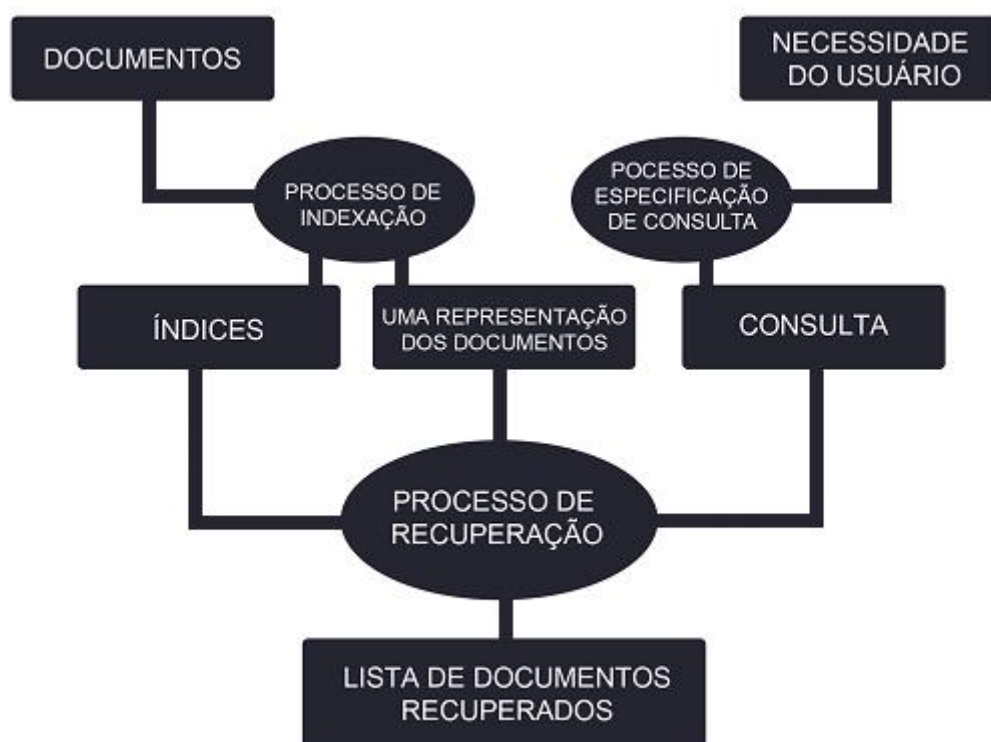 DOCUMENTOS
NECESSIDADE
DO USUÁRIO
PROCESSO DE
INDEXAÇÃO
POCESSO DE
ESPECIFICAÇÃO
DE CONSULTA
ÍNDICES
UMA REPRESENTAÇÃO
DOS DOCUMENTOS
CONSULTA
PROCESSO DE
RECUPERAÇÃO
LISTA DE DOCUMENTOS
RECUPERADOS